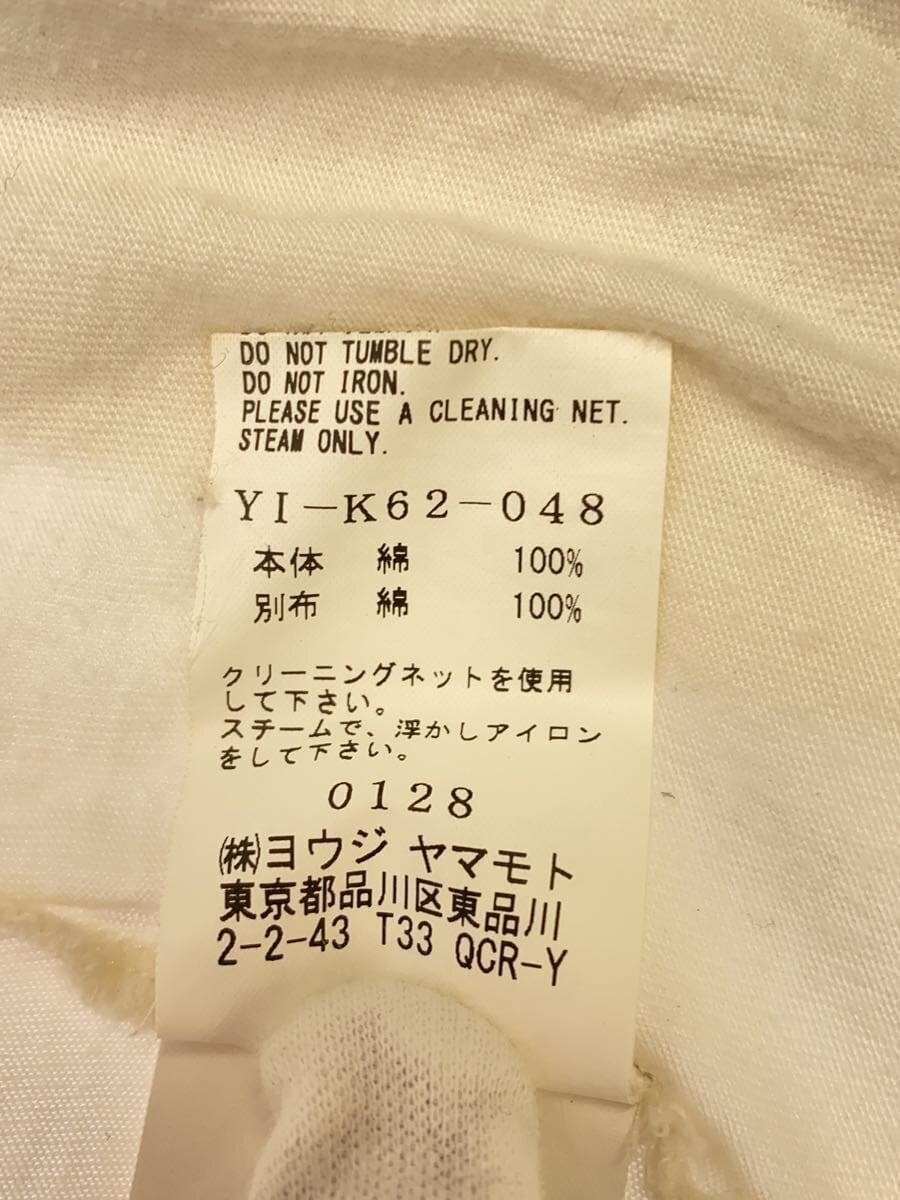 DO NOT TUMBLE DRY.
DO NOT IRON.
PLEASE USE A CLEANING NET.
STEAM ONLY.
YI-K62-048
本体 綿 100%
別布 綿 100%
クリーニングネットを使用
して下さい。
スチームで、浮かしアイロン
をして下さい。
0128
㈱ヨウジ ヤマモト
東京都品川区東品川
2-2-43 T33 QCR-Y